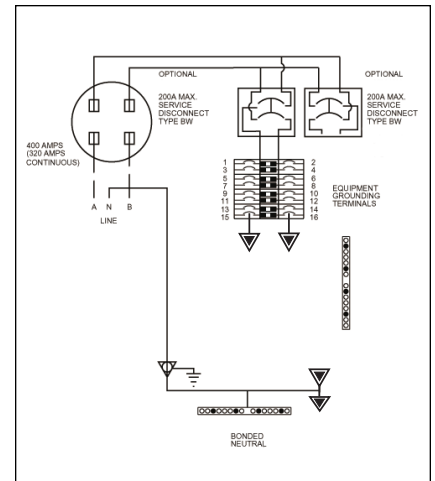 OPTIONAL
OPTIONAL
200A MAX.
SERVICE
DISCONNECT
TYPE BW
200A MAX.
SERVICE
DISCONNECT
TYPE BW
400 AMPS
(320 AMPS
CONTINUOUS)
A N B
LINE
1 2
3 4
5 6
7 8
9 10
11 12
13 14
15 16
EQUIPMENT
GROUNDING
TERMINALS
BONDED
NEUTRAL